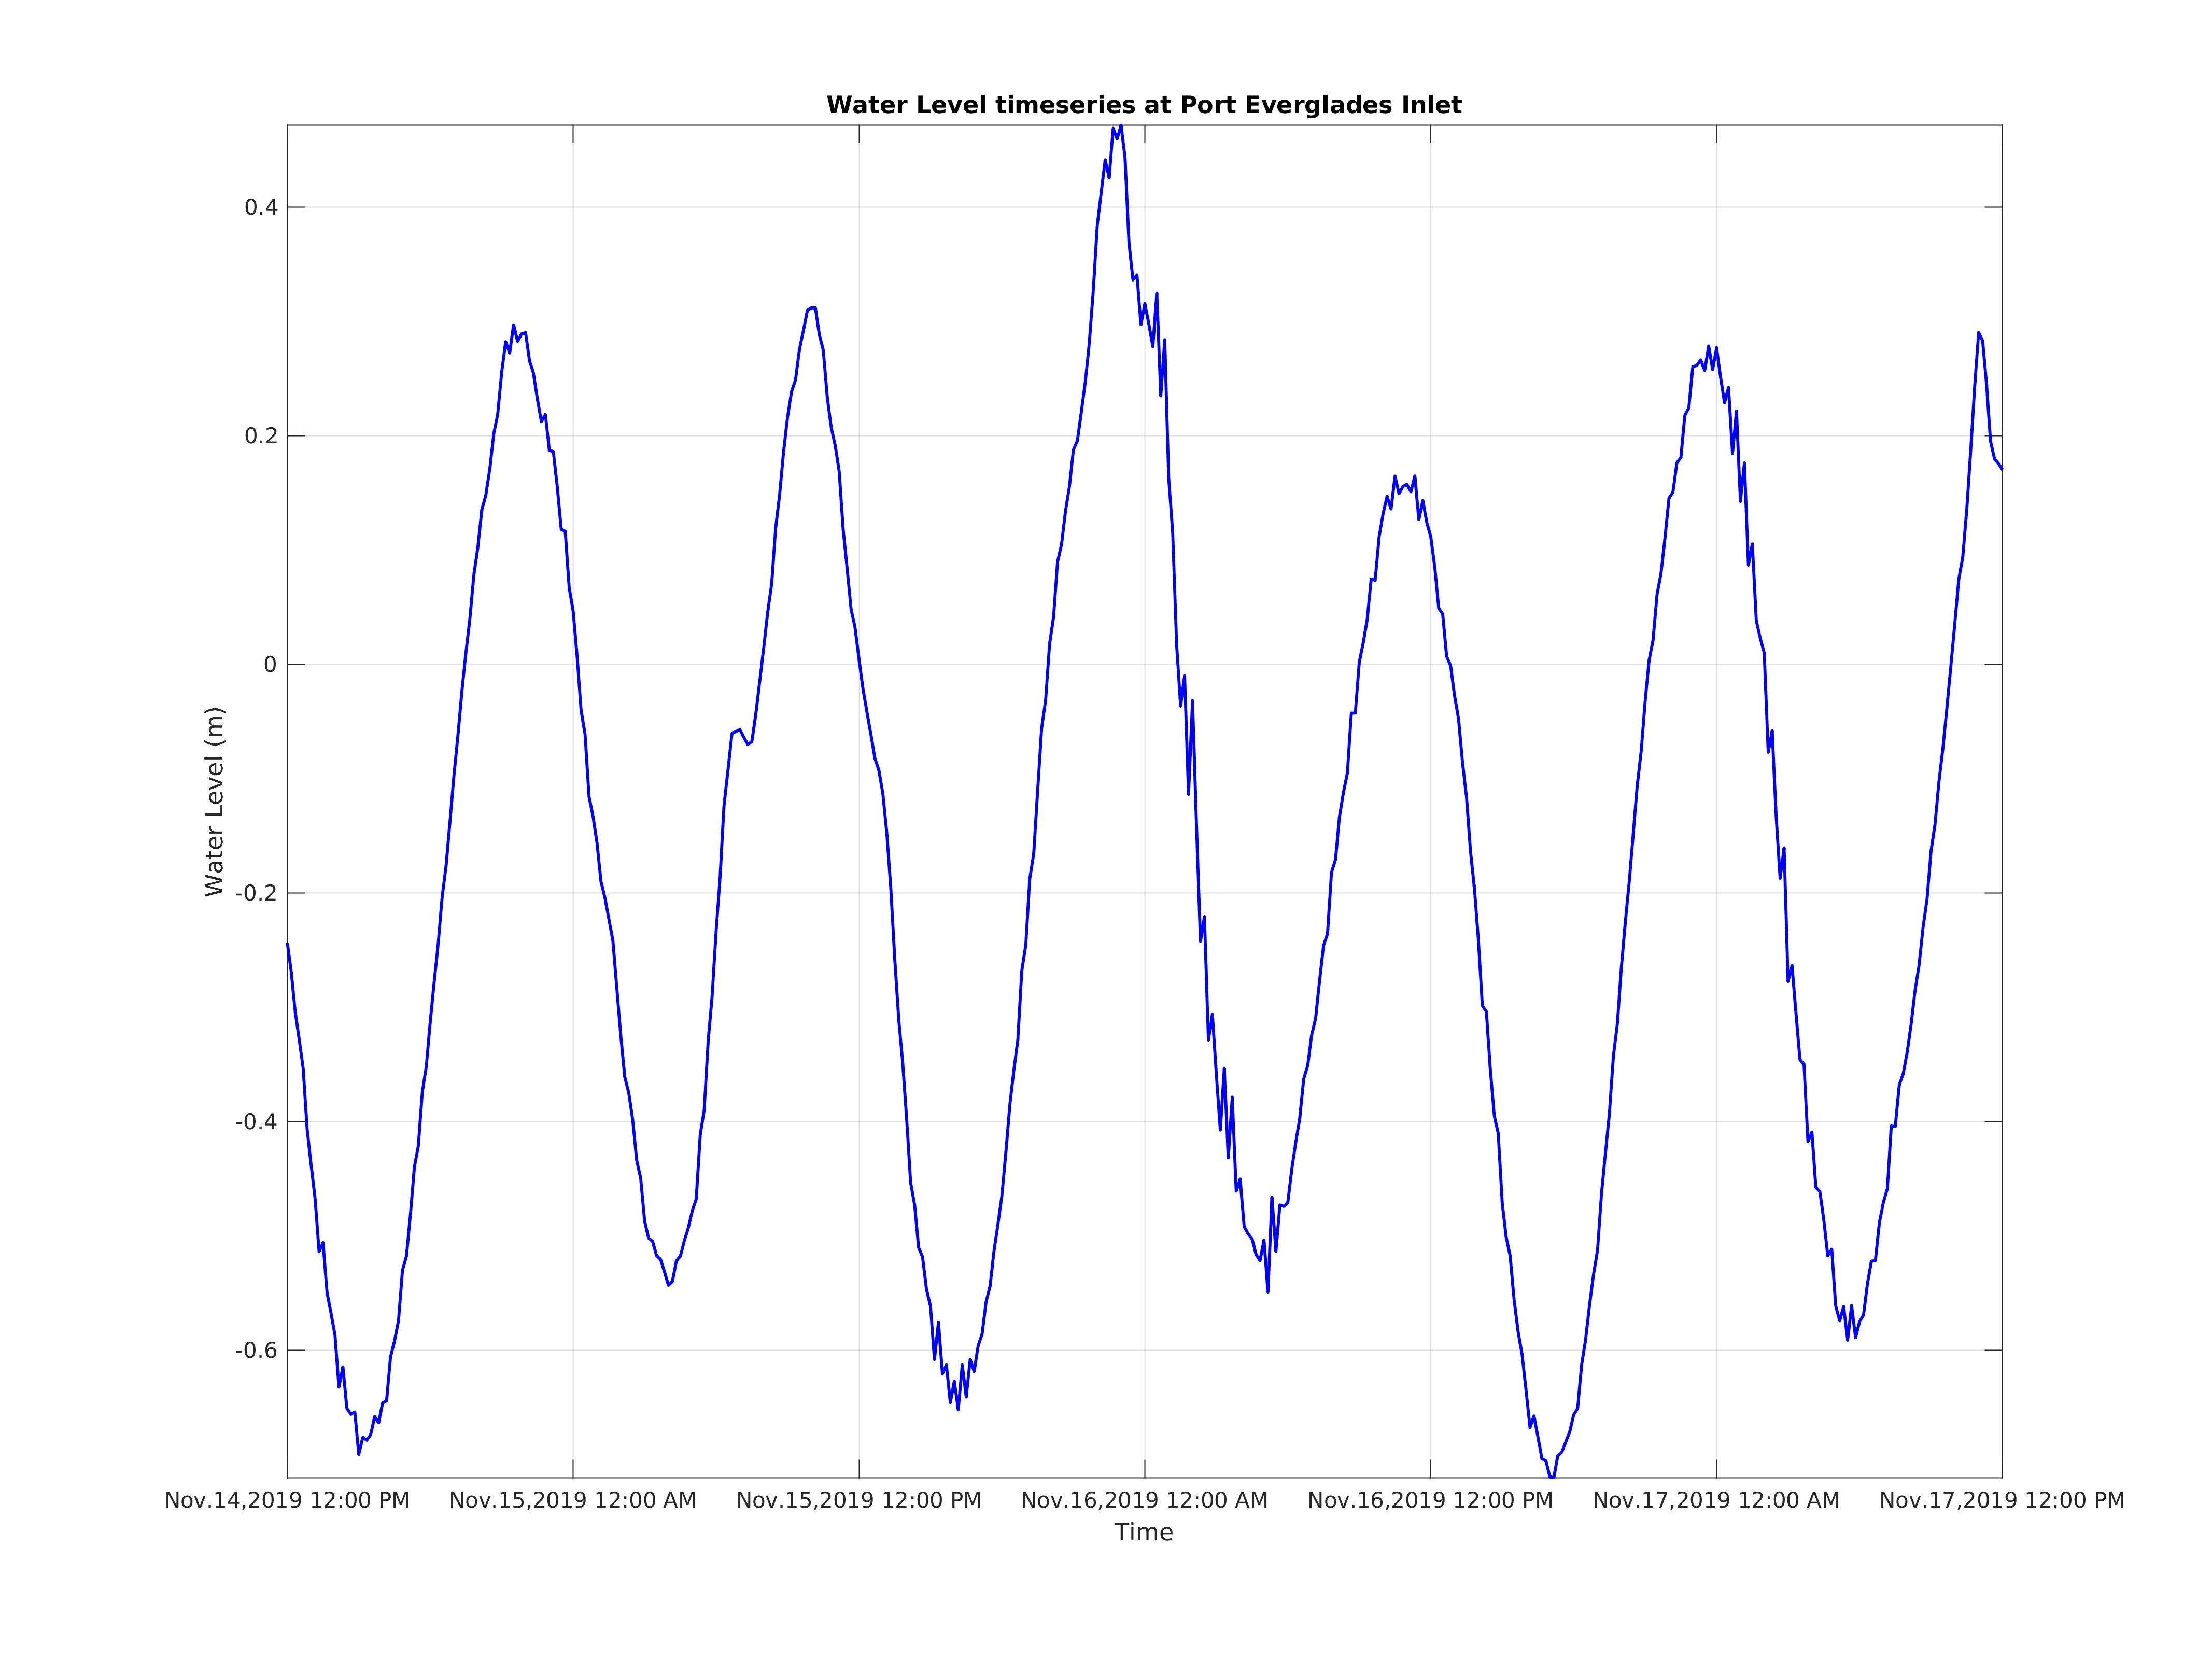 Water Level timeseries at Port Everglades Inlet
0.4
0.2
0
-0.2
-0.4
-0.6
Water Level (m)
Nov.14,2019 12:00 PM
Nov.15,2019 12:00 AM
Nov.15,2019 12:00 PM
Nov.16,2019 12:00 AM
Nov.16,2019 12:00 PM
Nov.17,2019 12:00 AM
Nov.17,2019 12:00 PM
Time